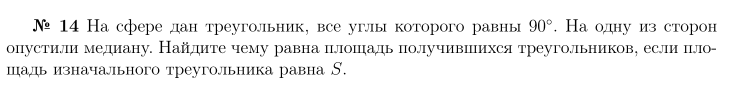 № 14 На сфере дан треугольник, все углы которого равны 90°. На одну из сторон
опустили медиану. Найдите чему равна площадь получившихся треугольников, если пло-
щадь изначального треугольника равна S.